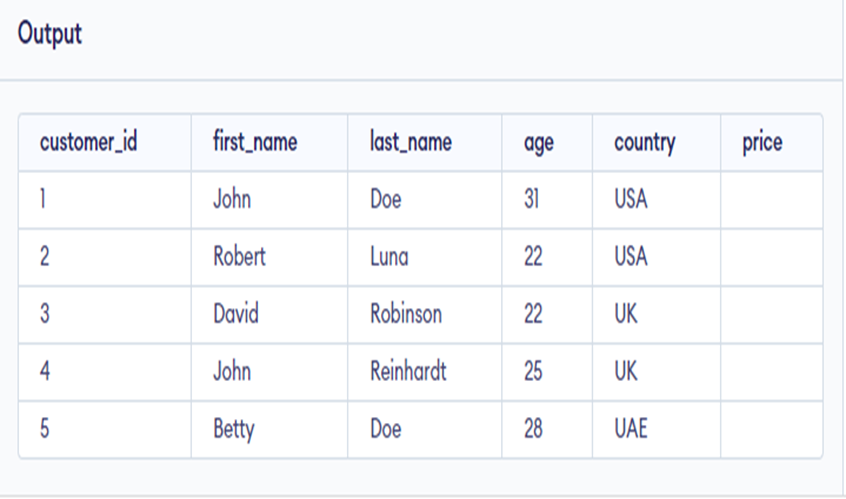 Output
customer_id first_name last_name age country price
1 John Doe 31 USA
2 Robert Luna 22 USA
3 David Robinson 22 UK
4 John Reinhardt 25 UK
5 Betty Doe 28 UAE